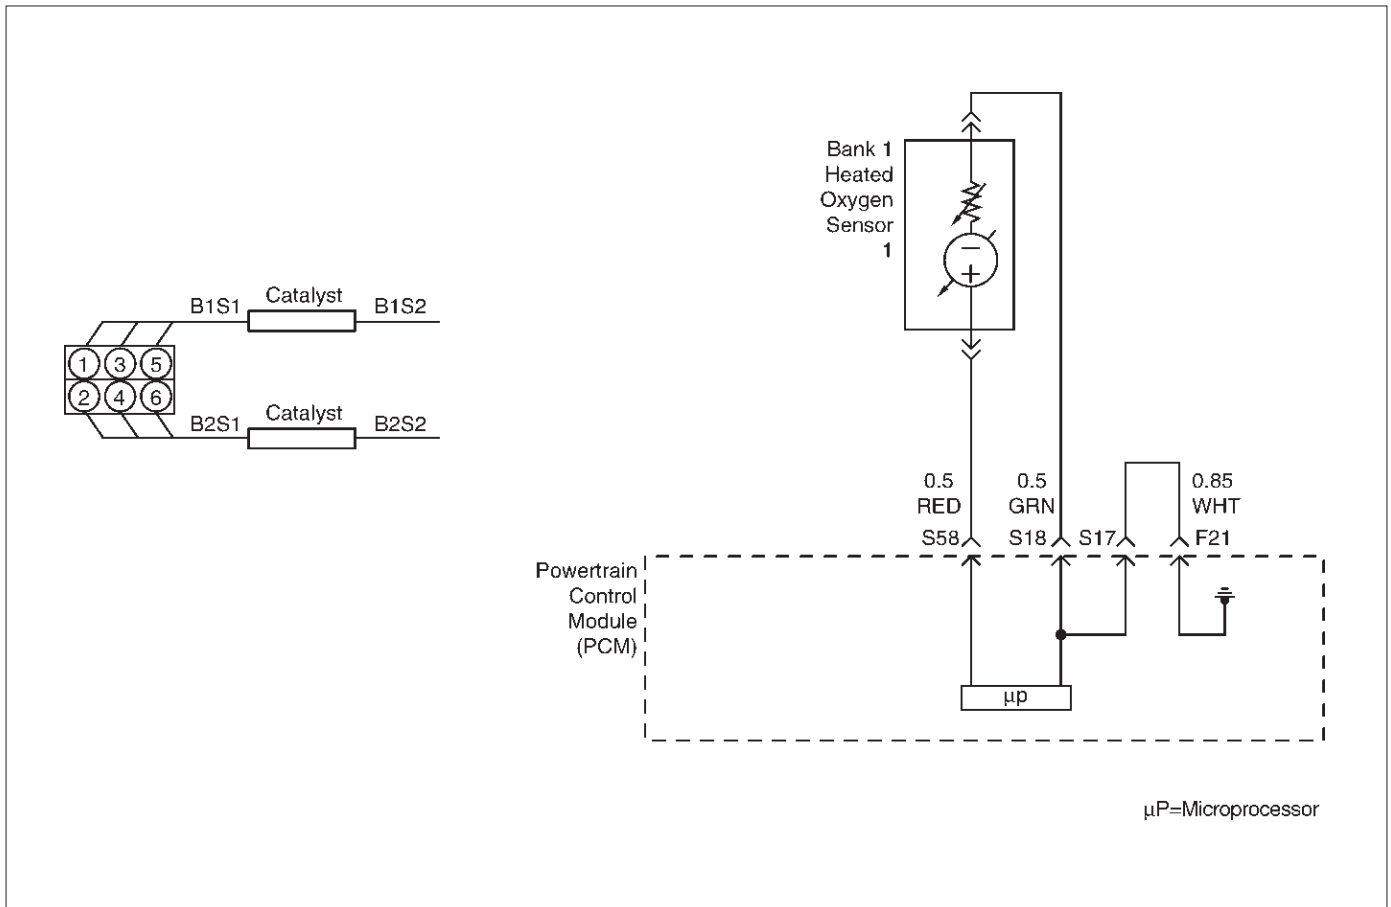 Bank 1
Heated
Oxygen
Sensor
1
B1S1
Catalyst
B1S2
1
3
5
2
4
6
B2S1
Catalyst
B2S2
0.5
RED
S58
0.5
GRN
S18
S17
0.85
WHT
F21
Powertrain
Control
Module
(PCM)
μp
μP=Microprocessor